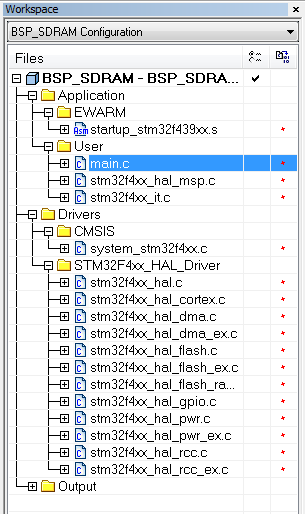 Workspace
BSP_SDRAM Configuration
Files
BSP_SDRAM - BSP_SDRA...
Application
EWARM
startup_stm32f439xx.s
User
main.c
stm32f4xx_hal_msp.c
stm32f4xx_it.c
Drivers
CMSIS
system_stm32f4xx.c
STM32F4xx_HAL_Driver
stm32f4xx_hal.c
stm32f4xx_hal_cortex.c
stm32f4xx_hal_dma.c
stm32f4xx_hal_dma_ex.c
stm32f4xx_hal_flash.c
stm32f4xx_hal_flash_ex.c
stm32f4xx_hal_flash_ra...
stm32f4xx_hal_gpio.c
stm32f4xx_hal_pwr.c
stm32f4xx_hal_pwr_ex.c
stm32f4xx_hal_rcc.c
stm32f4xx_hal_rcc_ex.c
Output